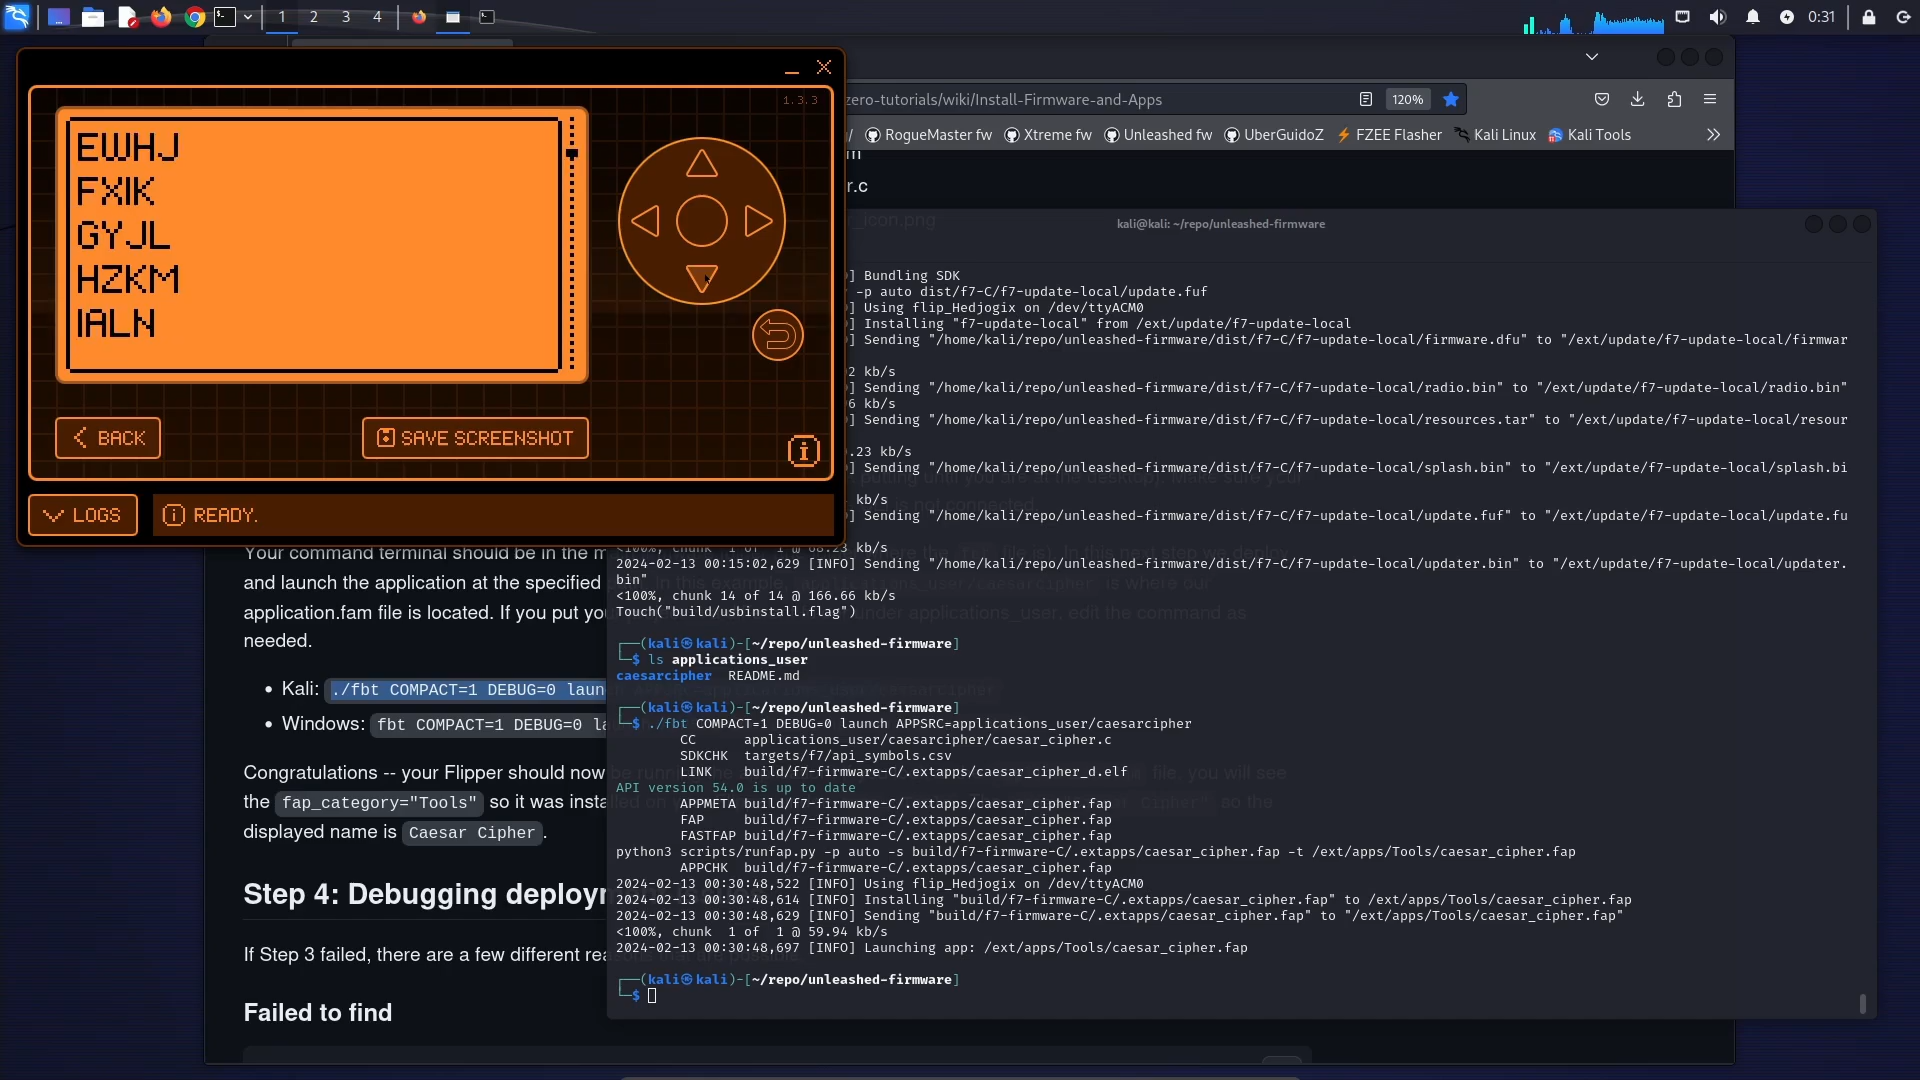 1 2 3 4
0:31
1.3.3
EWHJ
FXIK
GYJL
HZKM
IALN
BACK
SAVE SCREENSHOT
LOGS
READY.
zero-tutorials/wiki/Install-Firmware-and-Apps
120%
RogueMaster fw Xtreme fw Unleashed fw UberGuidoZ FZEE Flasher Kali Linux Kali Tools
r.c
_icon.png
kali@kali: ~/repo/unleashed-firmware
] Bundling SDK
-p auto dist/f7-C/f7-update-local/update.fuf
] Using flip_Hedjogix on /dev/ttyACM0
] Installing "f7-update-local" from /ext/update/f7-update-local
] Sending "/home/kali/repo/unleashed-firmware/dist/f7-C/f7-update-local/firmware.dfu" to "/ext/update/f7-update-local/firmwar
2 kb/s
] Sending "/home/kali/repo/unleashed-firmware/dist/f7-C/f7-update-local/radio.bin" to "/ext/update/f7-update-local/radio.bin"
6 kb/s
] Sending "/home/kali/repo/unleashed-firmware/dist/f7-C/f7-update-local/resources.tar" to "/ext/update/f7-update-local/resour
.23 kb/s
] Sending "/home/kali/repo/unleashed-firmware/dist/f7-C/f7-update-local/splash.bin" to "/ext/update/f7-update-local/splash.bi
kb/s
] Sending "/home/kali/repo/unleashed-firmware/dist/f7-C/f7-update-local/update.fuf" to "/ext/update/f7-update-local/update.fu
<100%, chunk 1 of 1 @ 68.23 kb/s
2024-02-13 00:15:02,629 [INFO] Sending "/home/kali/repo/unleashed-firmware/dist/f7-C/f7-update-local/updater.bin" to "/ext/update/f7-update-local/updater.
bin"
<100%, chunk 14 of 14 @ 166.66 kb/s
Touch("build/usbinstall.flag")
(kali㉿kali)-[~/repo/unleashed-firmware]
$ ls applications_user
caesarcipher README.md
(kali㉿kali)-[~/repo/unleashed-firmware]
$ ./fbt COMPACT=1 DEBUG=0 launch APPSRC=applications_user/caesarcipher
CC applications_user/caesarcipher/caesar_cipher.c
SDKCHK targets/f7/api_symbols.csv
LINK build/f7-firmware-C/.extapps/caesar_cipher_d.elf
API version 54.0 is up to date
APPMETA build/f7-firmware-C/.extapps/caesar_cipher.fap
FAP build/f7-firmware-C/.extapps/caesar_cipher.fap
FASTFAP build/f7-firmware-C/.extapps/caesar_cipher.fap
python3 scripts/runfap.py -p auto -s build/f7-firmware-C/.extapps/caesar_cipher.fap -t /ext/apps/Tools/caesar_cipher.fap
APPCHK build/f7-firmware-C/.extapps/caesar_cipher.fap
2024-02-13 00:30:48,522 [INFO] Using flip_Hedjogix on /dev/ttyACM0
2024-02-13 00:30:48,614 [INFO] Installing "build/f7-firmware-C/.extapps/caesar_cipher.fap" to /ext/apps/Tools/caesar_cipher.fap
2024-02-13 00:30:48,629 [INFO] Sending "build/f7-firmware-C/.extapps/caesar_cipher.fap" to "/ext/apps/Tools/caesar_cipher.fap"
<100%, chunk 1 of 1 @ 59.94 kb/s
2024-02-13 00:30:48,697 [INFO] Launching app: /ext/apps/Tools/caesar_cipher.fap
(kali㉿kali)-[~/repo/unleashed-firmware]
$
Your command terminal should be in the
and launch the application at the specified
application.fam file is located. If you put
needed.
Kali: ./fbt COMPACT=1 DEBUG=0 laun
Windows: fbt COMPACT=1 DEBUG=0 la
Congratulations -- your Flipper should now
the fap_category="Tools" so it was
displayed name is Caesar Cipher.
Step 4: Debugging deploym
If Step 3 failed, there are a few different
Failed to find